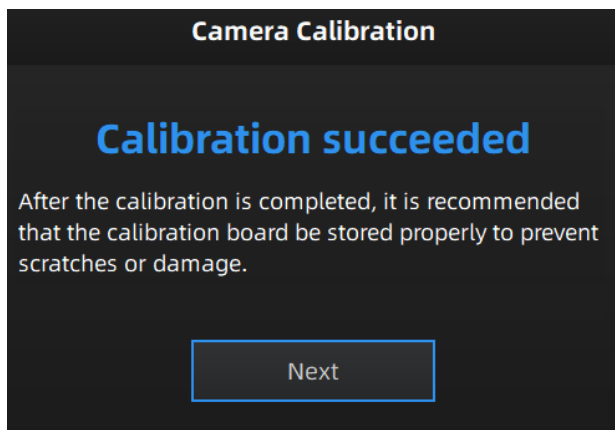 Camera Calibration
Calibration succeeded
After the calibration is completed, it is recommended
that the calibration board be stored properly to prevent
scratches or damage.
Next